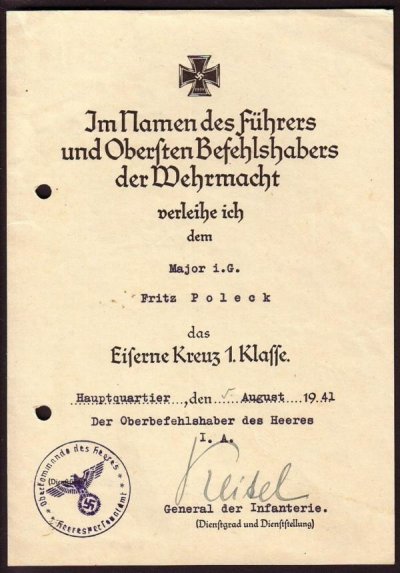 Im Namen des Führers
und Obersten Befehlshabers
der Wehrmacht
verleihe ich
dem
Major i.G.
Fritz Poleck
das
Eiserne Kreuz 1. Klasse.
Hauptquartier, den 5. August 1941
Der Oberbefehlshaber des Heeres
I. A.
Keitel
General der Infanterie.
(Dienstgrad und Dienststellung)
Oberkommando des Heeres
Heerespersonalamt